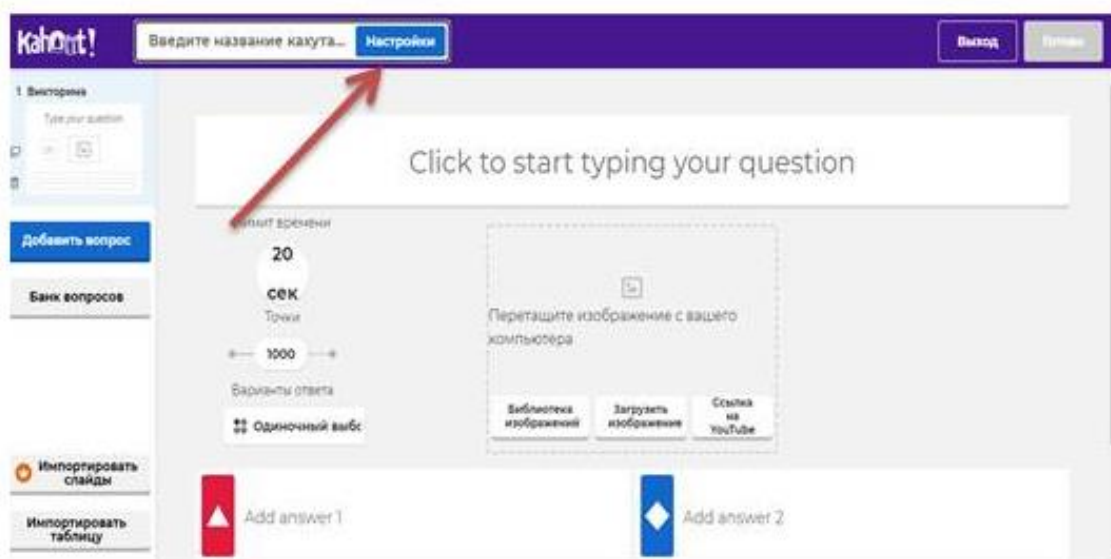 Kahoot!
Введите название кахута...
Настройки
Выход
Готово
1 Викторина
Type your question
Click to start typing your question
Добавить вопрос
Банк вопросов
Лимит времени
20
сек
Точки
1000
Варианты ответа
Одиночный выбо
Перетащите изображение с вашего
компьютера
Библиотека
изображений
Загрузить
изображение
Ссылка
на
YouTube
Импортировать
слайды
Импортировать
таблицу
Add answer 1
Add answer 2